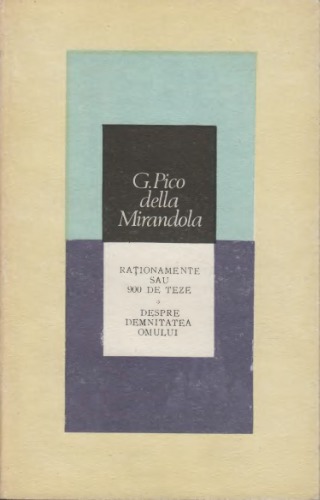 G. Pico
della
Mirandola
RAȚIONAMENTE
SAU
900 DE TEZE
DESPRE
DEMNITATEA
OMULUI